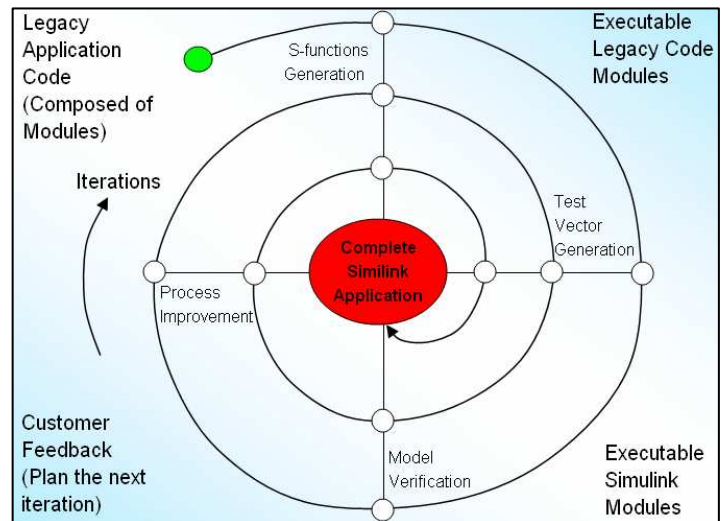 Legacy
Application
Code
(Composed of
Modules)
S-functions
Generation
Executable
Legacy Code
Modules
Iterations
Test
Vector
Generation
Complete
Similink
Application
Process
Improvement
Customer
Feedback
(Plan the next
iteration)
Model
Verification
Executable
Simulink
Modules